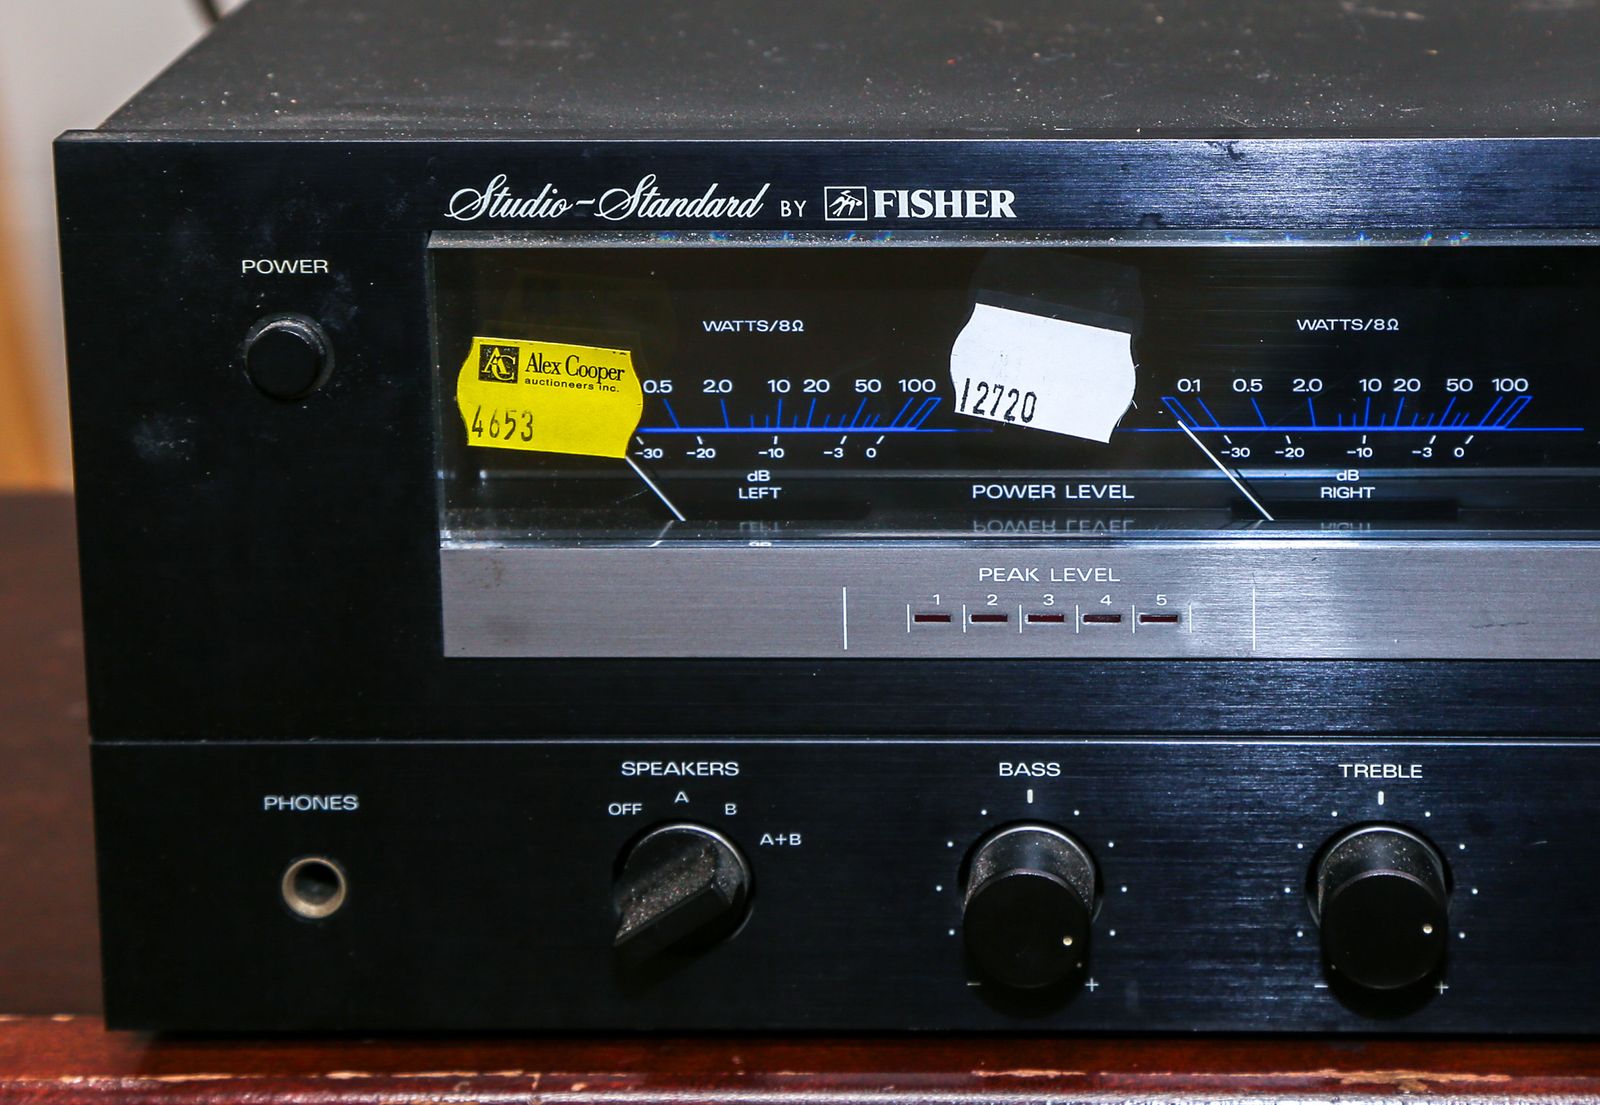 Studio-Standard BY FISHER
POWER
WATTS/8Ω
WATTS/8Ω
AC Alex Cooper
auctioneers inc.
4653
0.5 2.0 10 20 50 100
12720
0.1 0.5 2.0 10 20 50 100
-30 -20 -10 -3 0
-30 -20 -10 -3 0
dB
LEFT
POWER LEVEL
dB
RIGHT
PEAK LEVEL
1 2 3 4 5
PHONES
SPEAKERS
OFF A B A+B
BASS
- +
TREBLE
- +